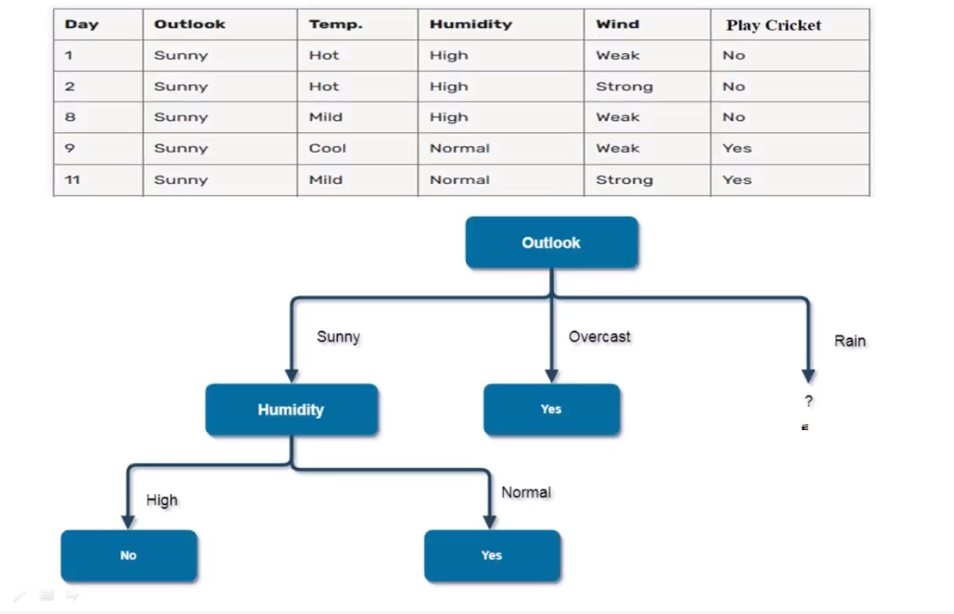 Day Outlook Temp. Humidity Wind Play Cricket
1 Sunny Hot High Weak No
2 Sunny Hot High Strong No
8 Sunny Mild High Weak No
9 Sunny Cool Normal Weak Yes
11 Sunny Mild Normal Strong Yes
Outlook
Sunny Overcast Rain
Humidity Yes ?
High Normal
No Yes